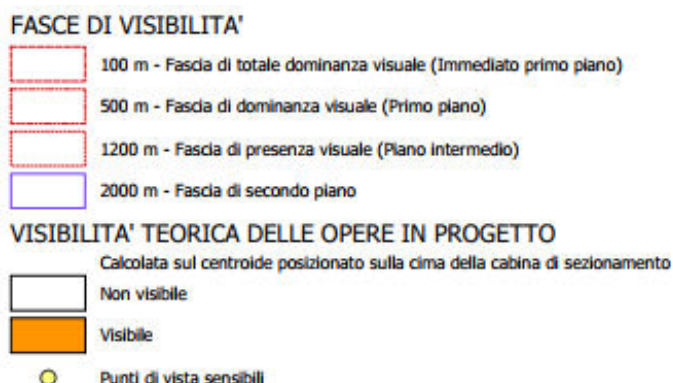 FASCE DI VISIBILITA'
100 m - Fascia di totale dominanza visuale (Immediato primo piano)
500 m - Fascia di dominanza visuale (Primo piano)
1200 m - Fascia di presenza visuale (Piano intermedio)
2000 m - Fascia di secondo piano
VISIBILITA' TEORICA DELLE OPERE IN PROGETTO
Calcolata sul centroide posizionato sulla cima della cabina di sezionamento
Non visibile
Visibile
Punti di vista sensibili